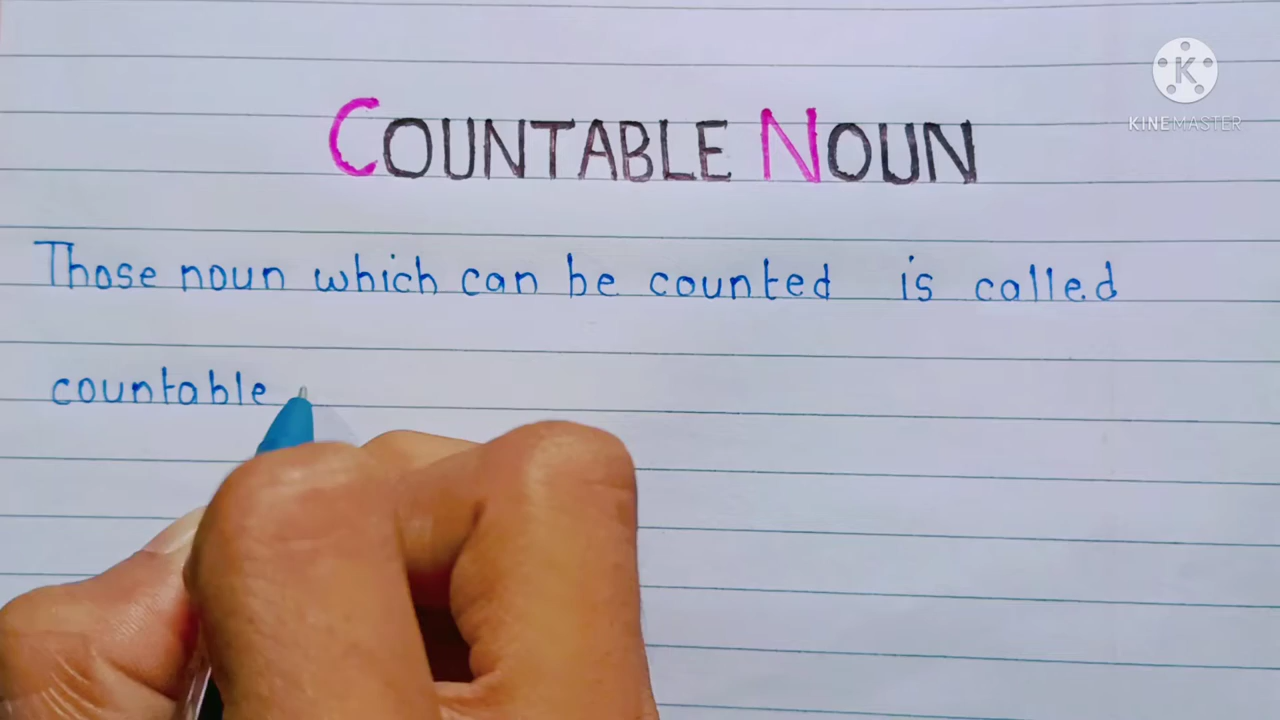 COUNTABLE NOUN
K
KINEMASTER
Those noun which can be counted is called
countable